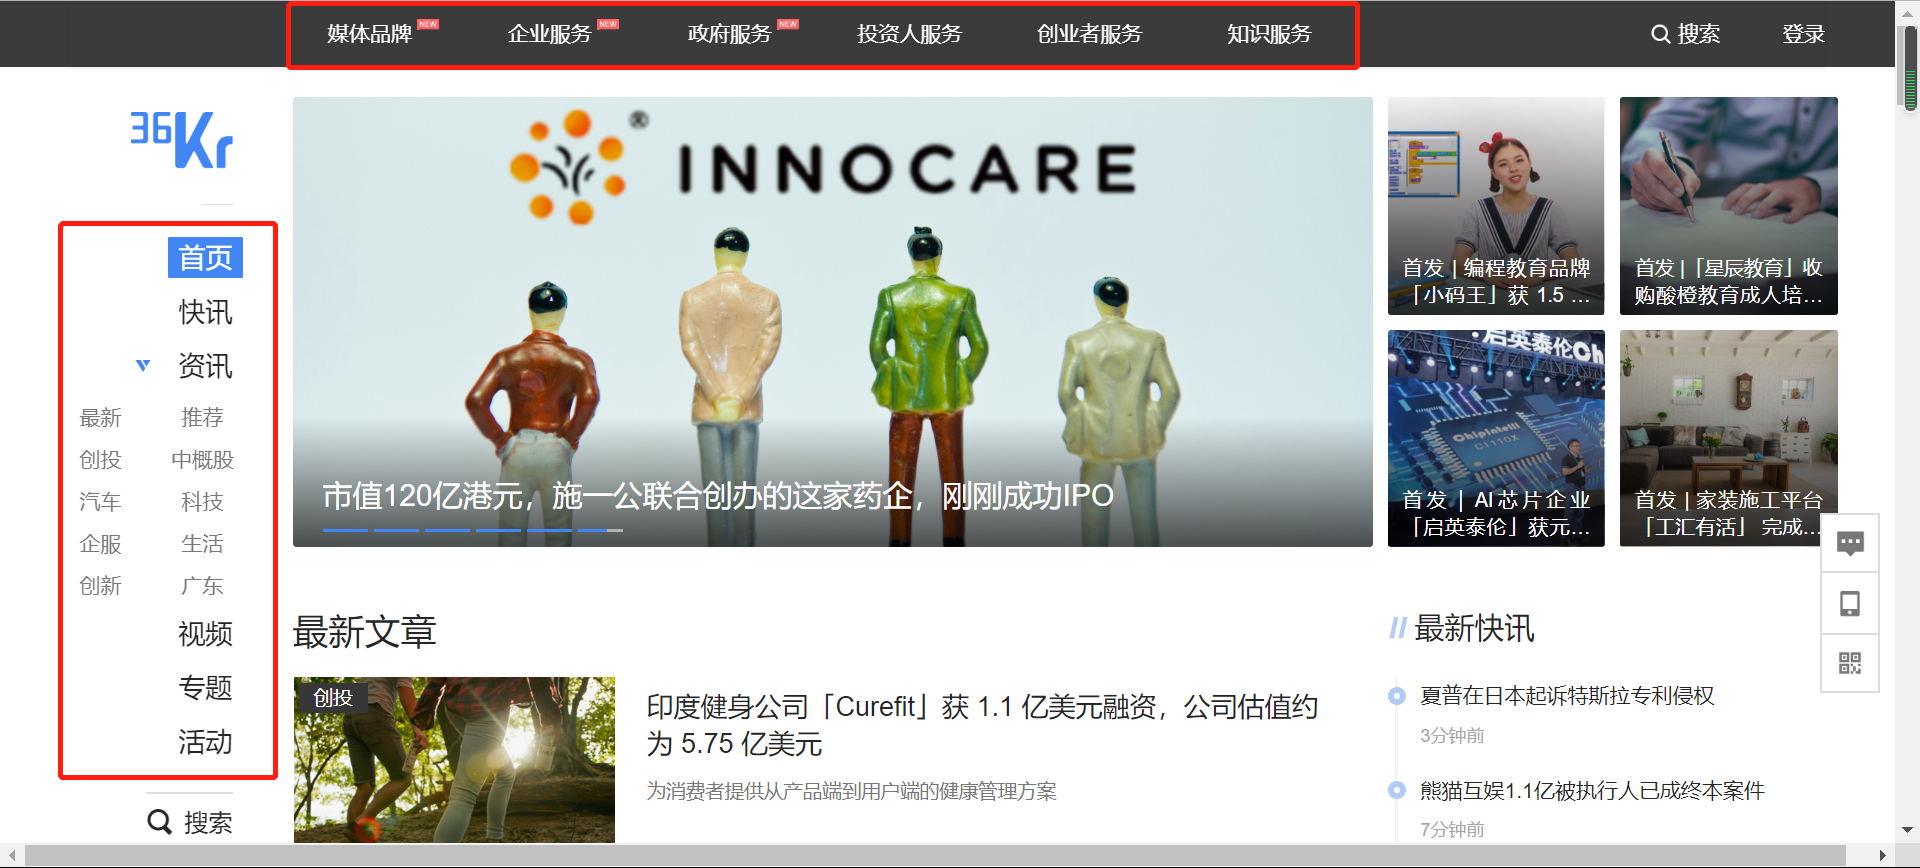 媒体品牌 NEW 企业服务 NEW 政府服务 NEW 投资人服务 创业者服务 知识服务 搜索 登录
36Kr
首页
快讯
资讯
最新 推荐
创投 中概股
汽车 科技
企服 生活
创新 广东
视频
专题
活动
搜索
® INNOCARE
市值120亿港元，施一公联合创办的这家药企，刚刚成功IPO
首发 | 编程教育品牌
「小码王」获 1.5 ...
首发 |「星辰教育」收
购酸橙教育成人培...
启英泰伦Ch
Chipintelli
CI110X
首发 | AI芯片企业
「启英泰伦」获元...
首发 | 家装施工平台
「工汇有活」 完成...
最新文章
创投
印度健身公司「Curefit」获 1.1 亿美元融资，公司估值约
为 5.75 亿美元
为消费者提供从产品端到用户端的健康管理方案
最新快讯
夏普在日本起诉特斯拉专利侵权
3分钟前
熊猫互娱1.1亿被执行人已成终本案件
7分钟前